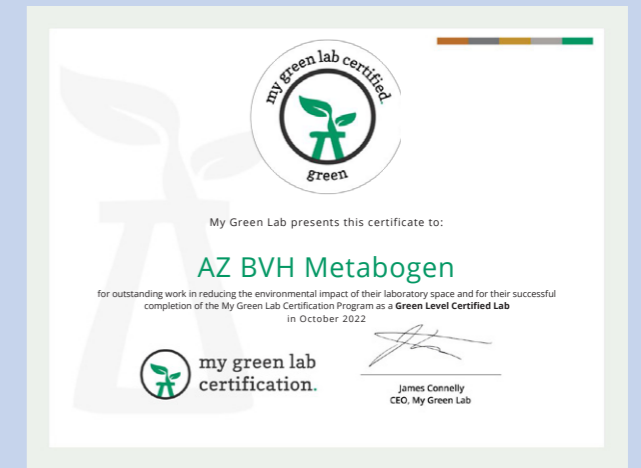 my green lab certified.
green
My Green Lab presents this certificate to:
AZ BVH Metabogen
for outstanding work in reducing the environmental impact of their laboratory space and for their successful
completion of the My Green Lab Certification Program as a Green Level Certified Lab
in October 2022
my green lab
certification.
James Connelly
CEO, My Green Lab